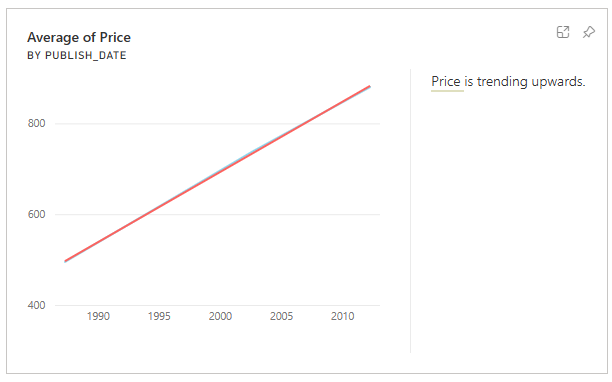 Average of Price
BY PUBLISH_DATE
Price is trending upwards.
800
600
400
1990 1995 2000 2005 2010